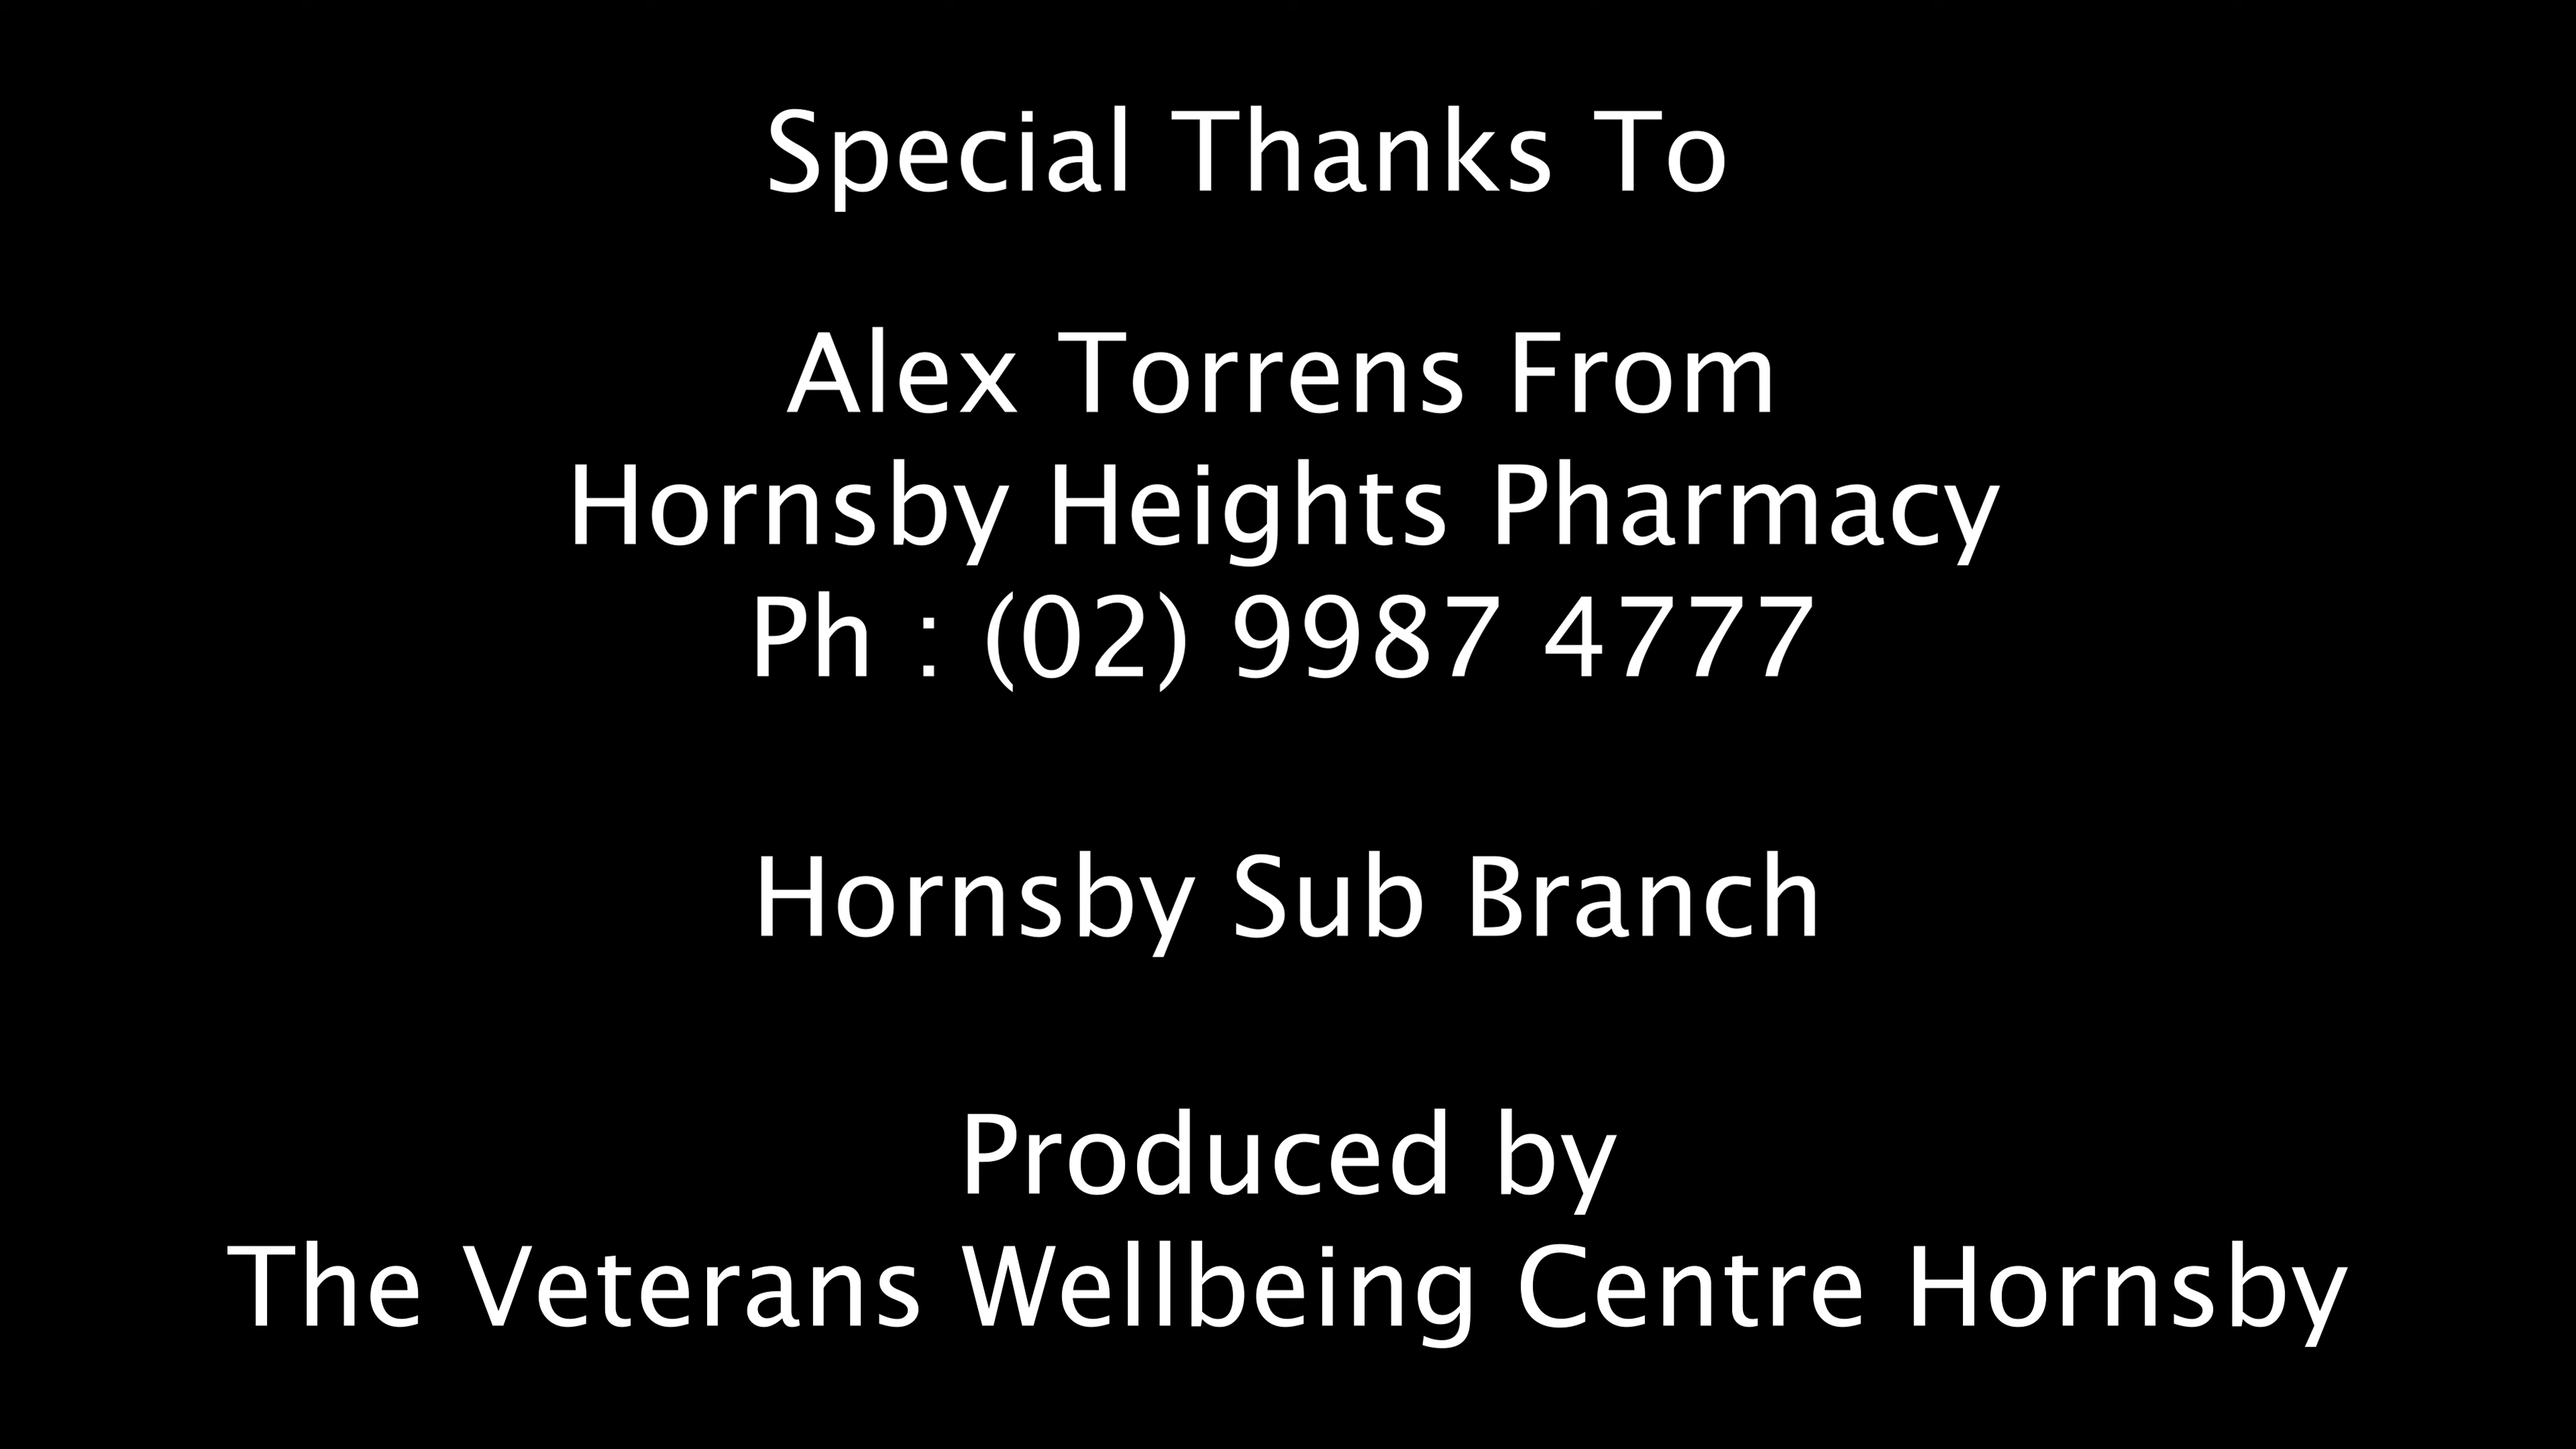 Special Thanks To
Alex Torrens From
Hornsby Heights Pharmacy
Ph : (02) 9987 4777
Hornsby Sub Branch
Produced by
The Veterans Wellbeing Centre Hornsby